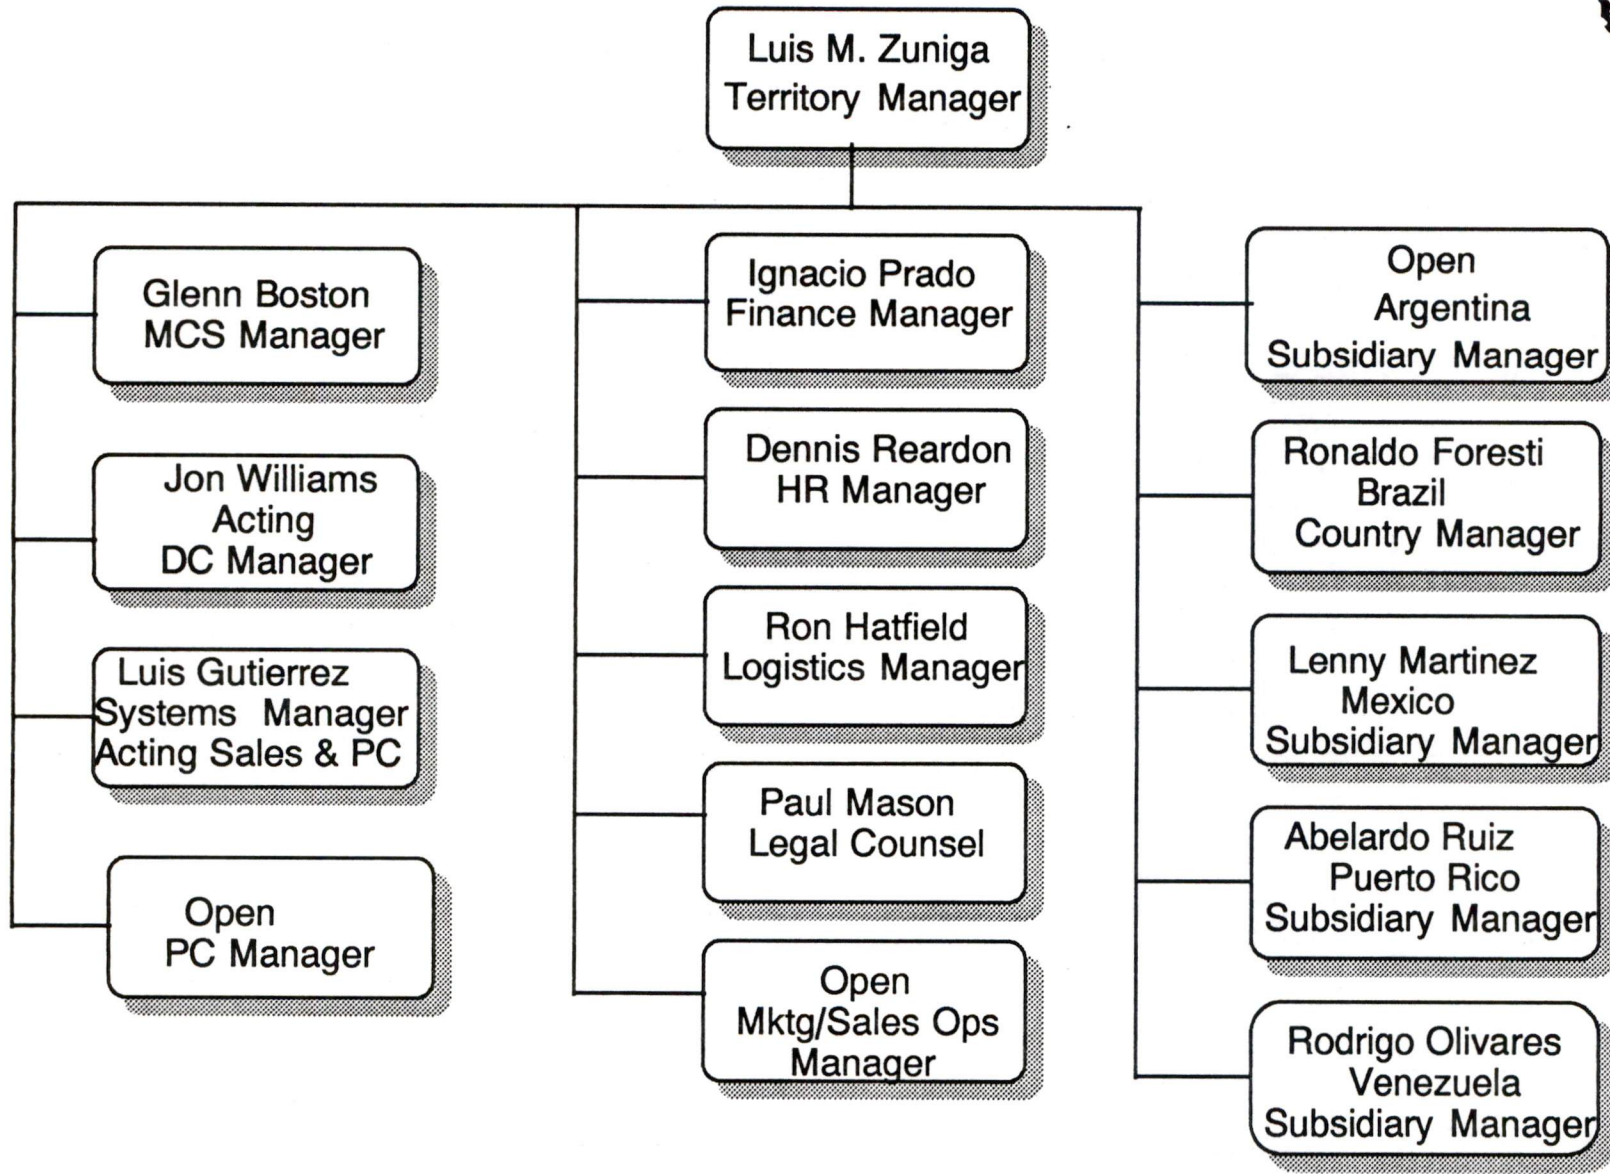 Luis M. Zuniga
Territory Manager
Glenn Boston
MCS Manager
Jon Williams
Acting
DC Manager
Luis Gutierrez
Systems Manager
Acting Sales & PC
Open
PC Manager
Ignacio Prado
Finance Manager
Dennis Reardon
HR Manager
Ron Hatfield
Logistics Manager
Paul Mason
Legal Counsel
Open
Mktg/Sales Ops
Manager
Open
Argentina
Subsidiary Manager
Ronaldo Foresti
Brazil
Country Manager
Lenny Martinez
Mexico
Subsidiary Manager
Abelardo Ruiz
Puerto Rico
Subsidiary Manager
Rodrigo Olivares
Venezuela
Subsidiary Manager